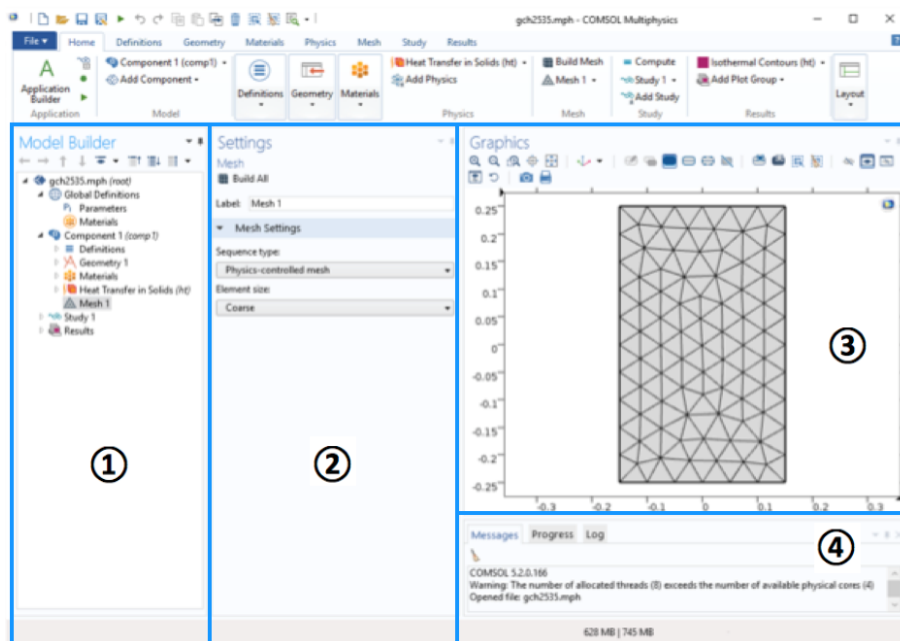 gch2535.mph - COMSOL Multiphysics
File Home Definitions Geometry Materials Physics Mesh Study Results
A
Application Builder
Component 1 (comp1)
Add Component
Definitions
Geometry
Materials
Heat Transfer in Solids (ht)
Add Physics
Build Mesh
Mesh 1
Compute
Study 1
Add Study
Isothermal Contours (ht)
Add Plot Group
Layout
Application Model Physics Mesh Study Results
Model Builder
gch2535.mph (root)
Global Definitions
Pi Parameters
Materials
Component 1 (comp1)
Definitions
Geometry 1
Materials
Heat Transfer in Solids (ht)
Mesh 1
Study 1
Results
①
Settings
Mesh
Build All
Label: Mesh 1
Mesh Settings
Sequence type:
Physics-controlled mesh
Element size:
Coarse
②
Graphics
0.25
0.2
0.15
0.1
0.05
0
-0.05
-0.1
-0.15
-0.2
-0.25
-0.3 -0.2 -0.1 0.0 0.1 0.2 0.3
③
Messages Progress Log
④
COMSOL 5.2.0.166
Warning: The number of allocated threads (8) exceeds the number of available physical cores (4)
Opened file: gch2535.mph
628 MB | 745 MB